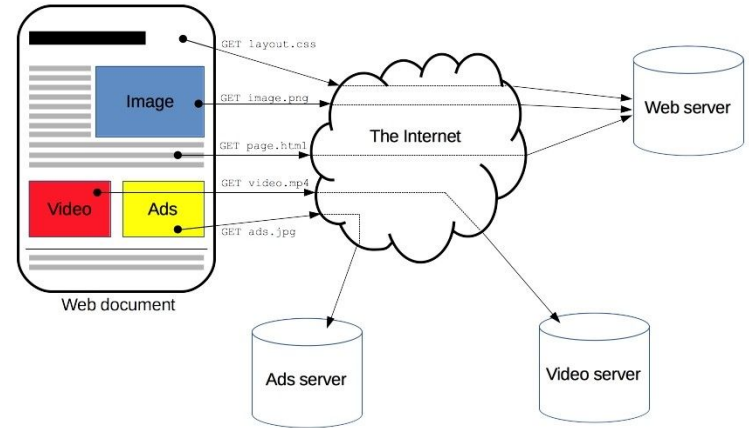 GET layout.css
Image
GET image.png
The Internet
Web server
GET page.html
GET video.mp4
Video
Ads
GET ads.jpg
Web document
Ads server
Video server